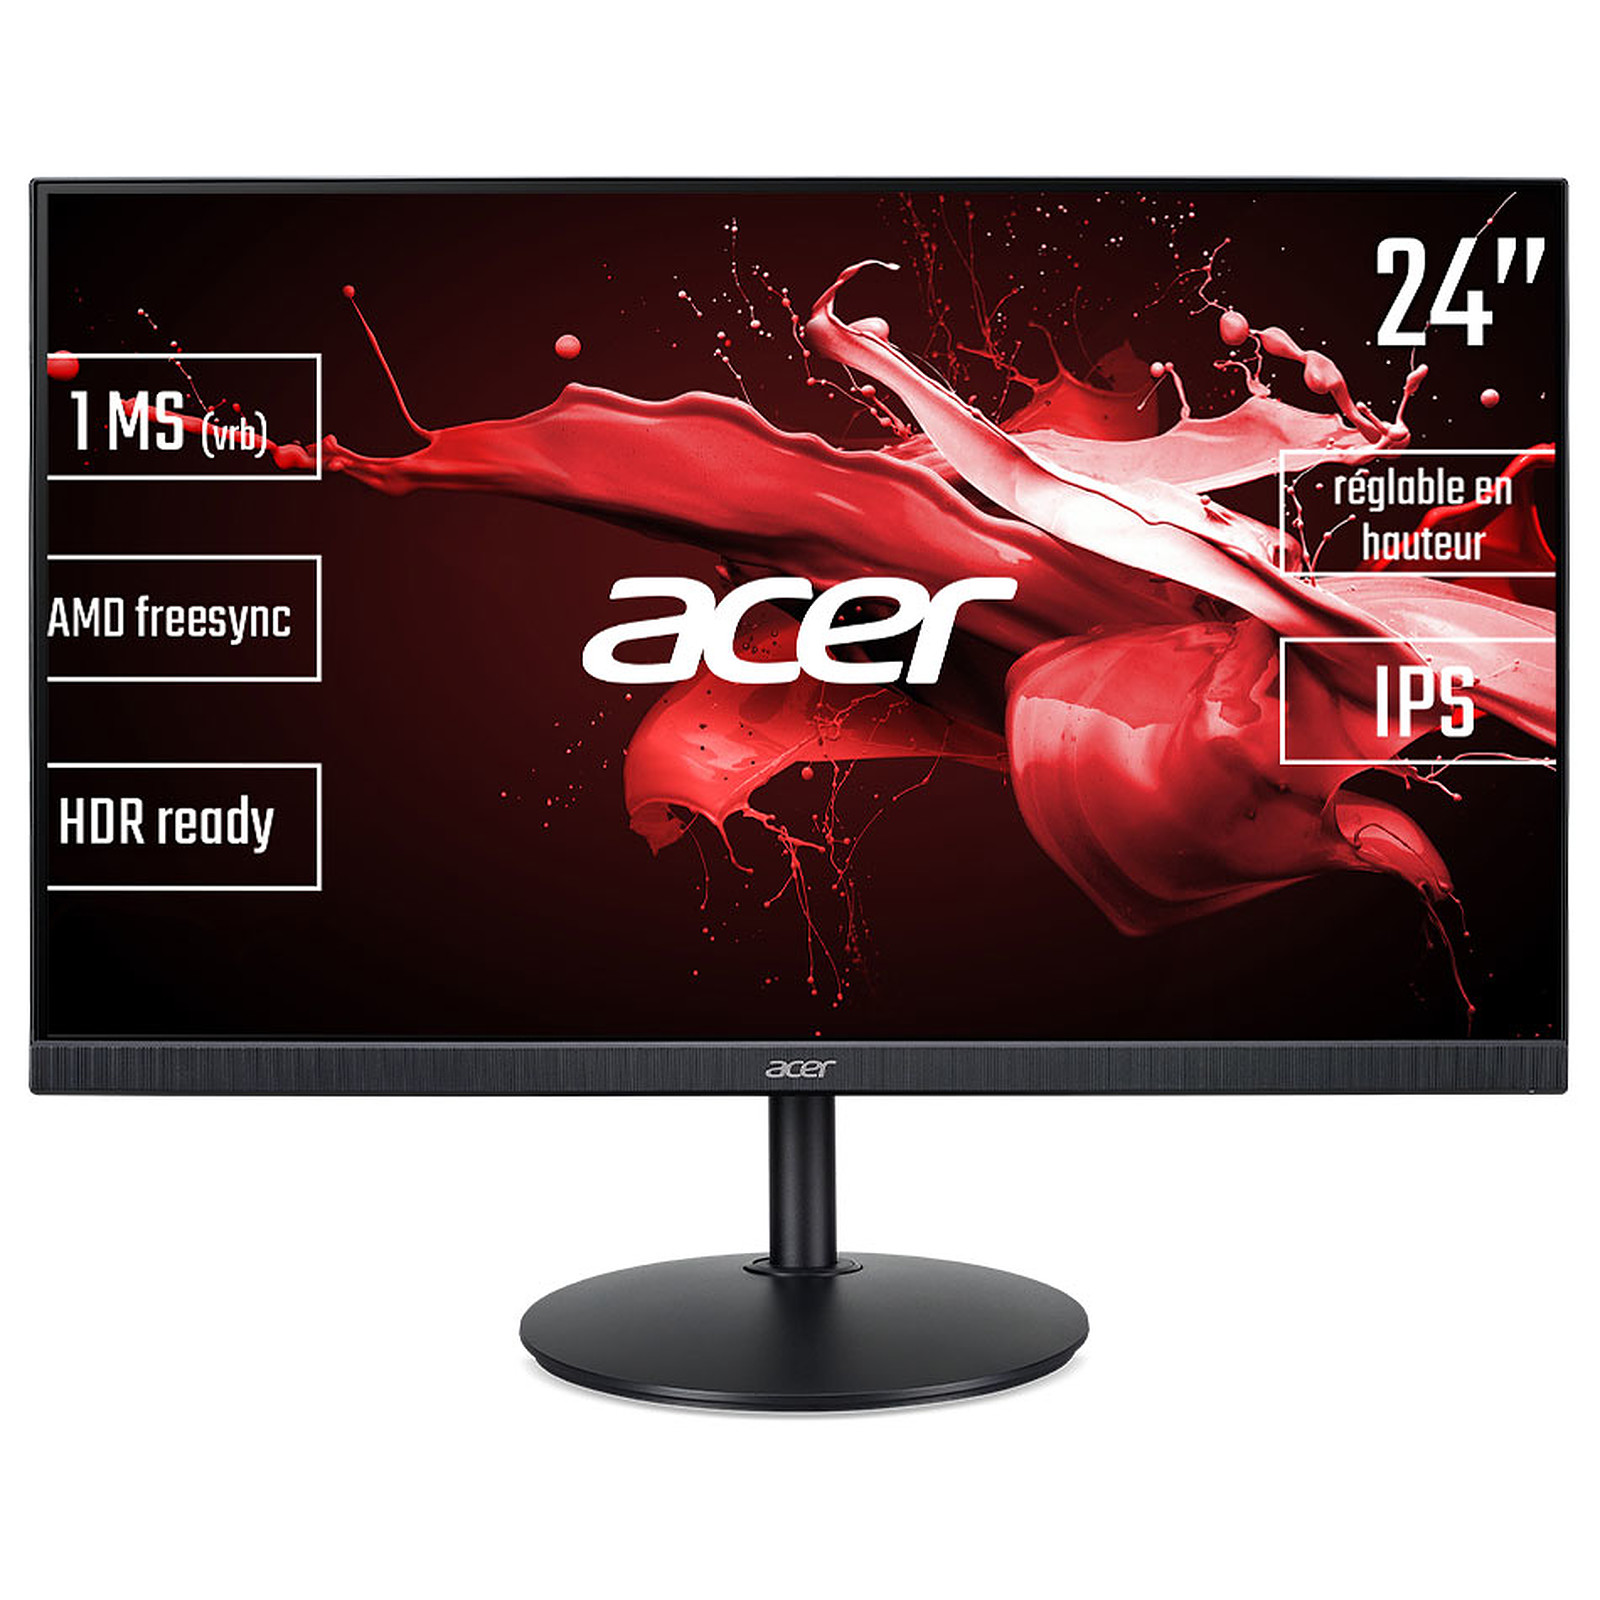 24"
1 MS (vrb)
réglable en
hauteur
acer
AMD freesync
IPS
HDR ready
acer